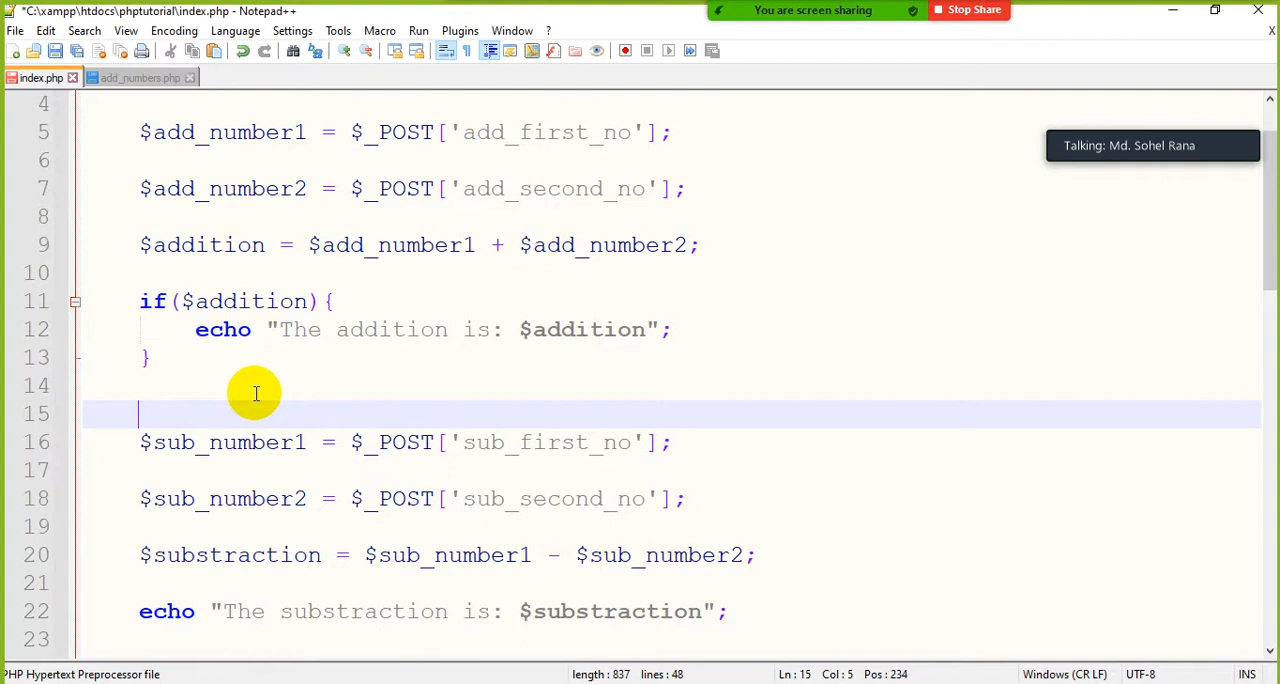 *C:\xampp\htdocs\phptutorial\index.php - Notepad++
You are screen sharing
Stop Share
File Edit Search View Encoding Language Settings Tools Macro Run Plugins Window ?
X
index.php add_numbers.php
4
5 $add_number1 = $_POST['add_first_no'];
Talking: Md. Sohel Rana
6
7 $add_number2 = $_POST['add_second_no'];
8
9 $addition = $add_number1 + $add_number2;
10
11 if($addition){
12 echo "The addition is: $addition";
13 }
14
15
16 $sub_number1 = $_POST['sub_first_no'];
17
18 $sub_number2 = $_POST['sub_second_no'];
19
20 $substraction = $sub_number1 - $sub_number2;
21
22 echo "The substraction is: $substraction";
23
PHP Hypertext Preprocessor file length : 837 lines : 48 Ln : 15 Col : 5 Pos : 234 Windows (CR LF) UTF-8 INS